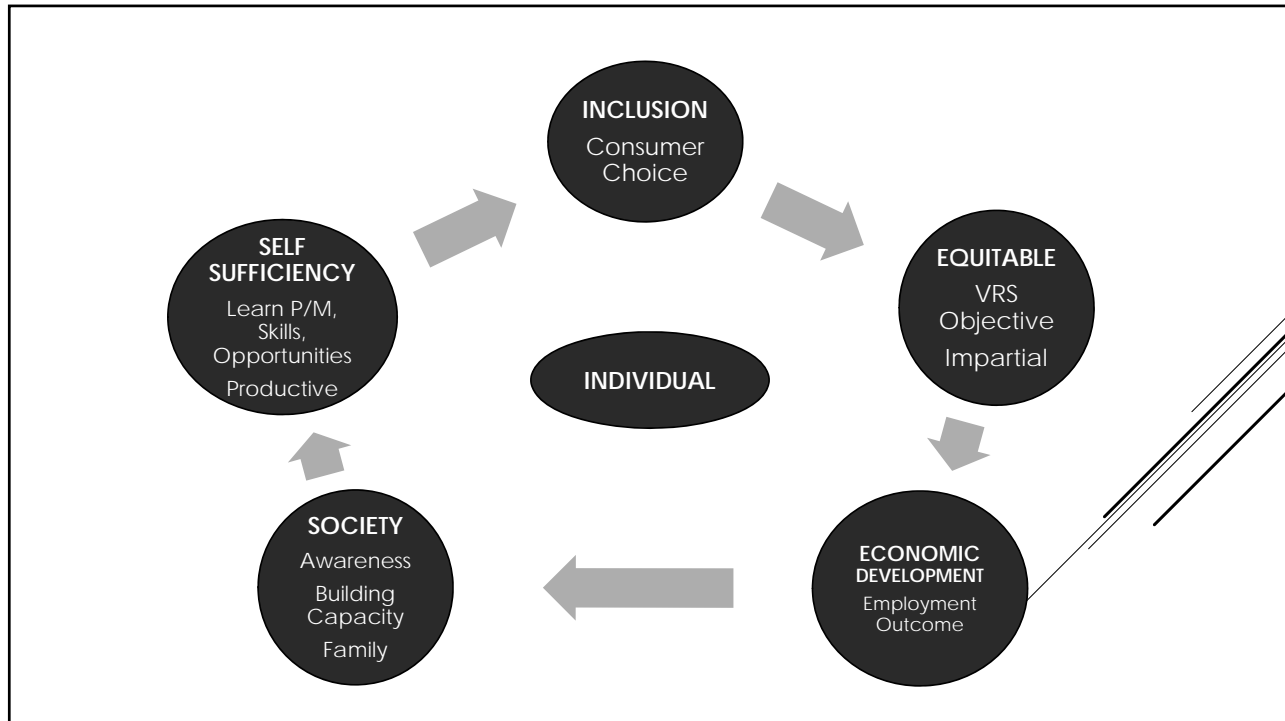 INCLUSION
Consumer
Choice
EQUITABLE
VRS
Objective
Impartial
ECONOMIC
DEVELOPMENT
Employment
Outcome
SOCIETY
Awareness
Building
Capacity
Family
SELF
SUFFICIENCY
Learn P/M,
Skills,
Opportunities
Productive
INDIVIDUAL